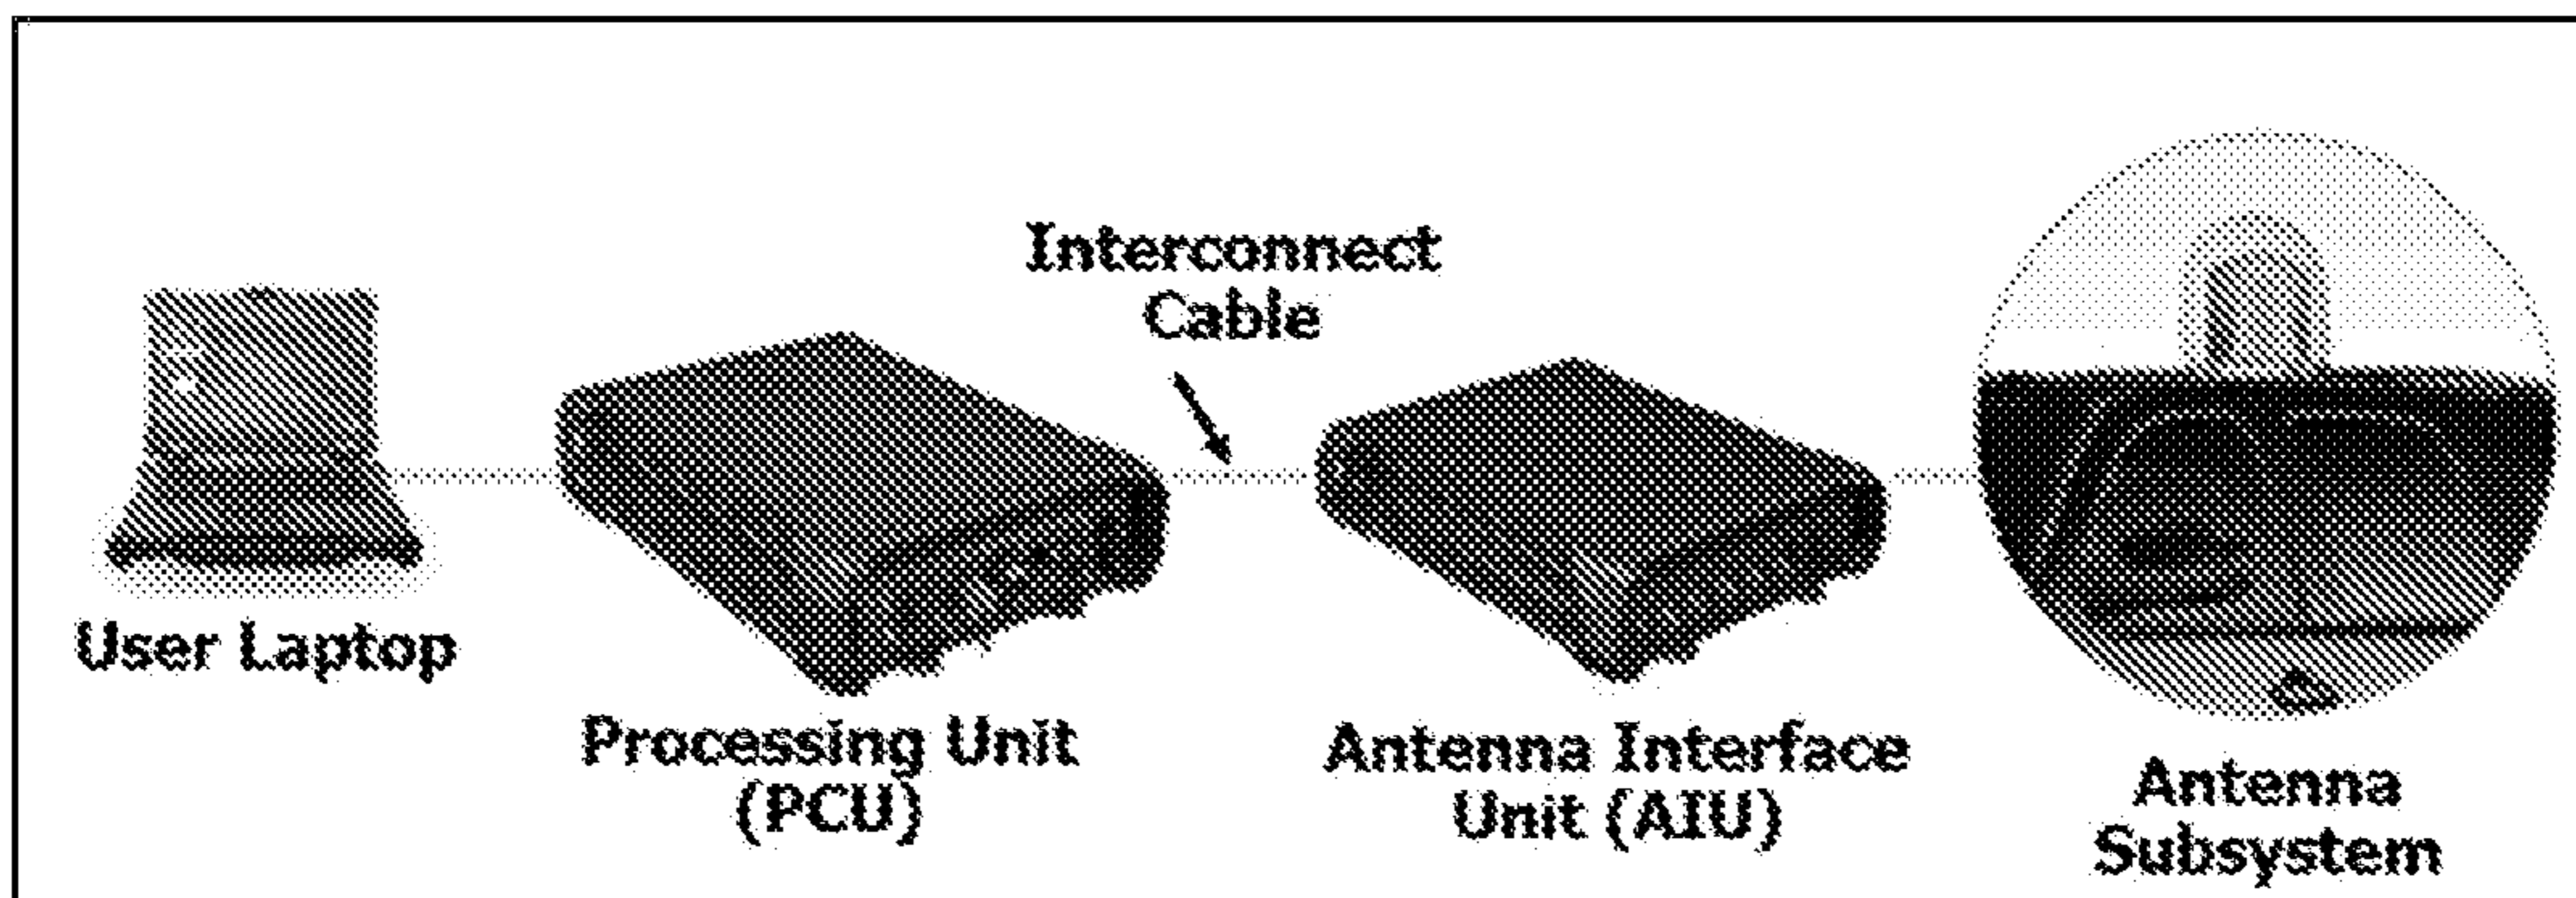 Interconnect
Cable
User Laptop
Processing Unit
(PCU)
Antenna Interface
Unit (AIU)
Antenna
Subsystem